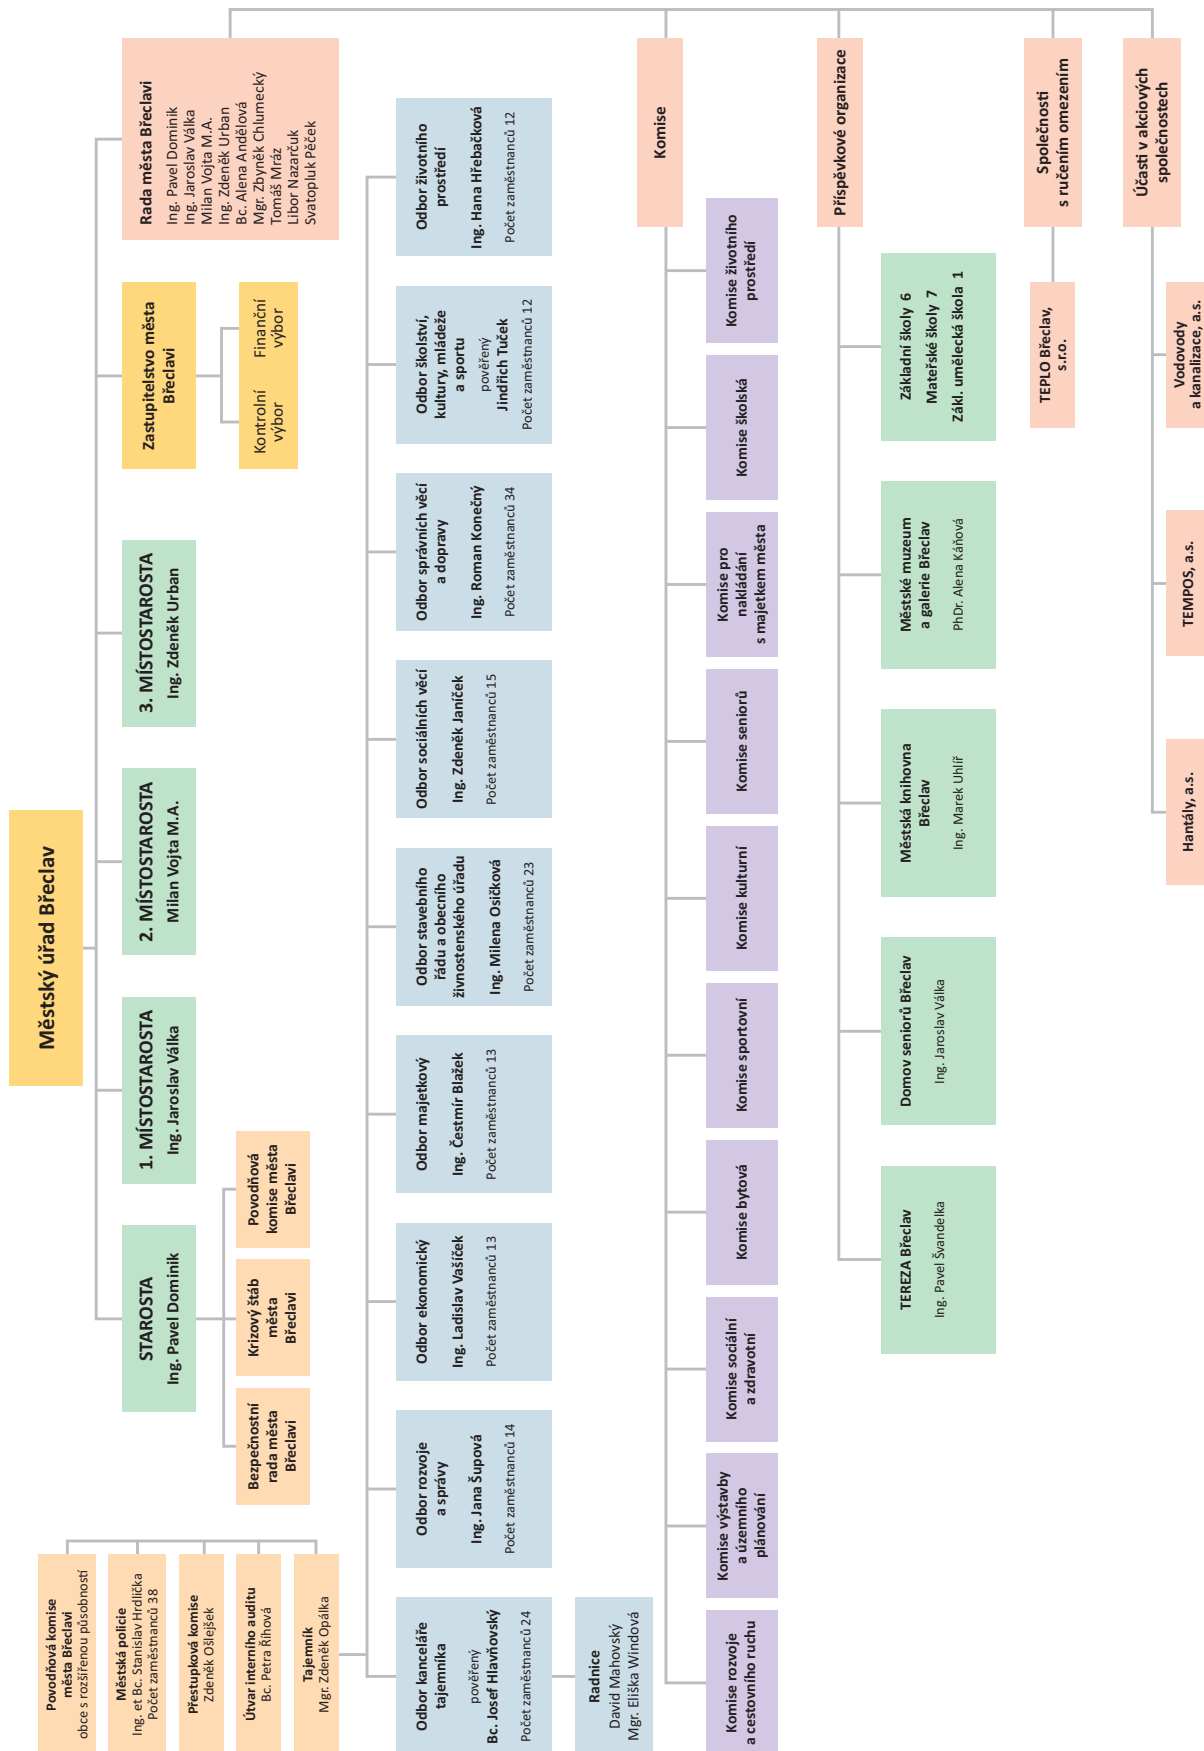 Městský úřad Břeclav
STAROSTA
Ing. Pavel Dominik
1. MÍSTOSTAROSTA
Ing. Jaroslav Válka
2. MÍSTOSTAROSTA
Milan Vojta M.A.
3. MÍSTOSTAROSTA
Ing. Zdeněk Urban
Zastupitelstvo města
Břeclavi
Kontrolní
výbor
Finanční
výbor
Rada města Břeclavi
Ing. Pavel Dominik
Ing. Jaroslav Válka
Milan Vojta M.A.
Ing. Zdeněk Urban
Bc. Alena Andělová
Mgr. Zbyněk Chlumecký
Tomáš Mráz
Libor Nazarčuk
Svatopluk Pěček
Bezpečnostní
rada města
Břeclavi
Krizový štáb
města
Břeclavi
Povodňová
komise města
Břeclavi
Povodňová komise
města Břeclavi
obce s rozšířenou působností
Městská policie
Ing. et Bc. Stanislav Hrdlička
Počet zaměstnanců 38
Přestupková komise
Zdeněk Ošlejšek
Útvar interního auditu
Bc. Petra Říhová
Tajemník
Mgr. Zdeněk Opálka
Odbor kanceláře
tajemníka
pověřený
Bc. Josef Hlavňovský
Počet zaměstnanců 24
Radnice
David Mahovský
Mgr. Eliška Windová
Odbor rozvoje
a správy
Ing. Jana Šupová
Počet zaměstnanců 14
Odbor ekonomický
Ing. Ladislav Vašíček
Počet zaměstnanců 13
Odbor majetkový
Ing. Čestmír Blažek
Počet zaměstnanců 13
Odbor stavebního
řádu a obecního
živnostenského úřadu
Ing. Milena Osičková
Počet zaměstnanců 23
Odbor sociálních věcí
Ing. Zdeněk Janíček
Počet zaměstnanců 15
Odbor správních věcí
a dopravy
Ing. Roman Konečný
Počet zaměstnanců 34
Odbor školství,
kultury, mládeže
a sportu
pověřený
Jindřich Tuček
Počet zaměstnanců 12
Odbor životního
prostředí
Ing. Hana Hřebačková
Počet zaměstnanců 12
Komise
Komise rozvoje
a cestovního ruchu
Komise výstavby
a územního
plánování
Komise sociální
a zdravotní
Komise bytová
Komise sportovní
Komise kulturní
Komise seniorů
Komise pro
nakládání
s majetkem města
Komise školská
Komise životního
prostředí
Příspěvkové organizace
TEREZA Břeclav
Ing. Pavel Švandelka
Domov seniorů Břeclav
Ing. Jaroslav Válka
Městská knihovna
Břeclav
Ing. Marek Uhlíř
Městské muzeum
a galerie Břeclav
PhDr. Alena Káňová
Základní školy 6
Mateřské školy 7
Zákl. umělecká škola 1
Společnosti
s ručením omezením
TEPLO Břeclav,
s.r.o.
Účasti v akciových
společnostech
Hantály, a.s.
TEMPOS, a.s.
Vodovody
a kanalizace, a.s.